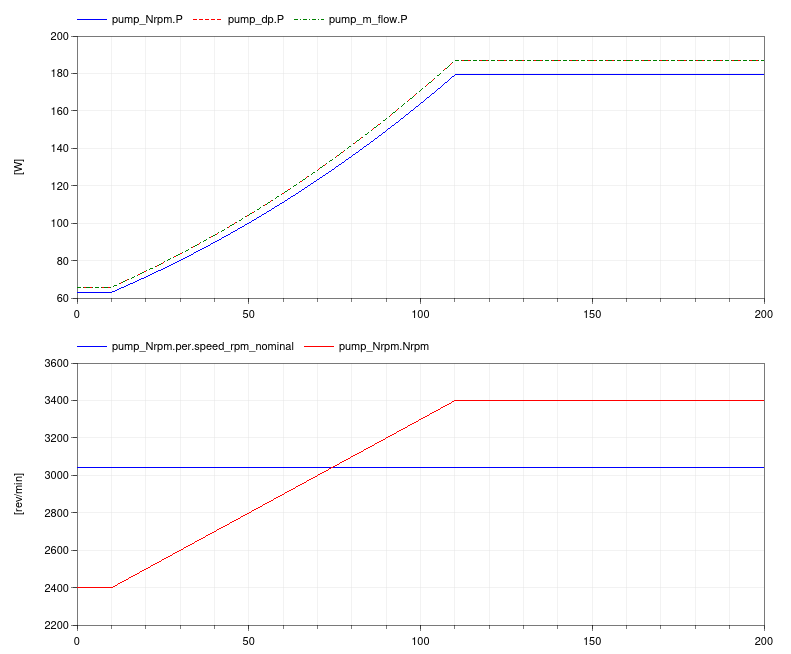 pump_Nrpm.P pump_dp.P pump_m_flow.P
200
180
160
140
120
100
80
60
[W]
0 50 100 150 200
pump_Nrpm.per.speed_rpm_nominal pump_Nrpm.Nrpm
3600
3400
3200
3000
2800
2600
2400
2200
[rev/min]
0 50 100 150 200